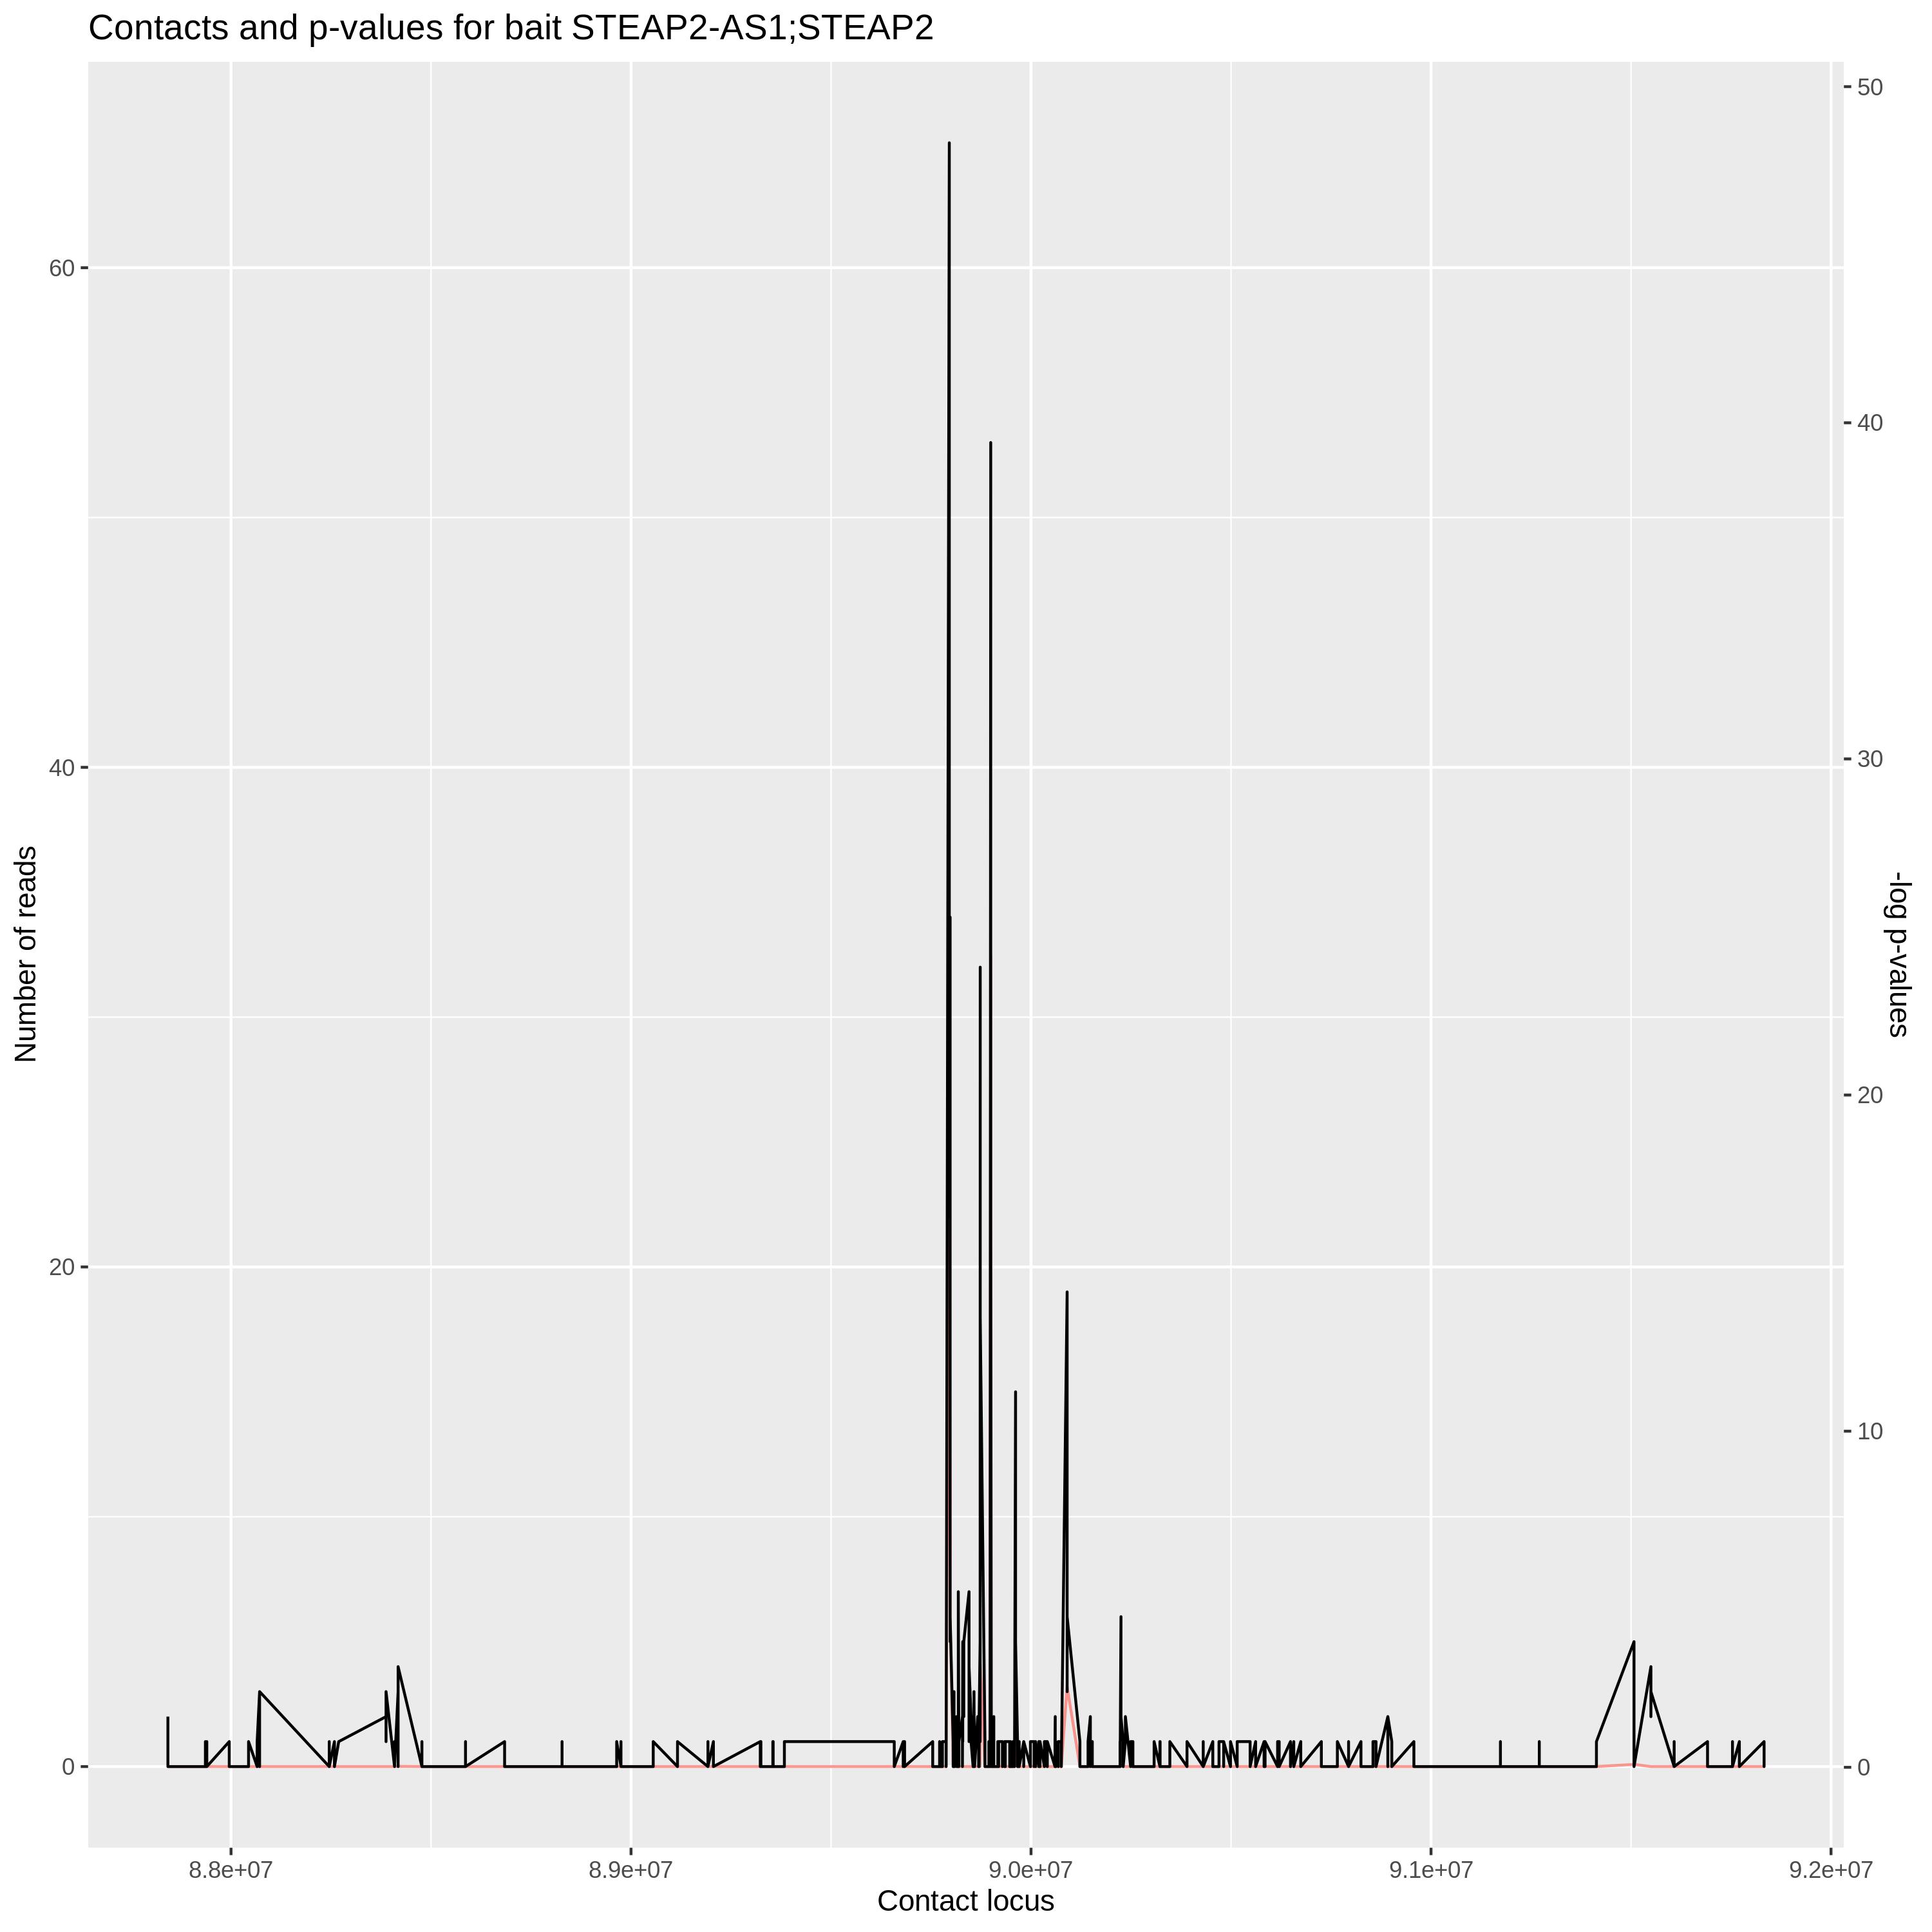 Contacts and p-values for bait STEAP2-AS1;STEAP2
Number of reads
60
40
20
0
50
40
30
20
10
0
-log p-values
8.8e+07 8.9e+07 9.0e+07 9.1e+07 9.2e+07
Contact locus